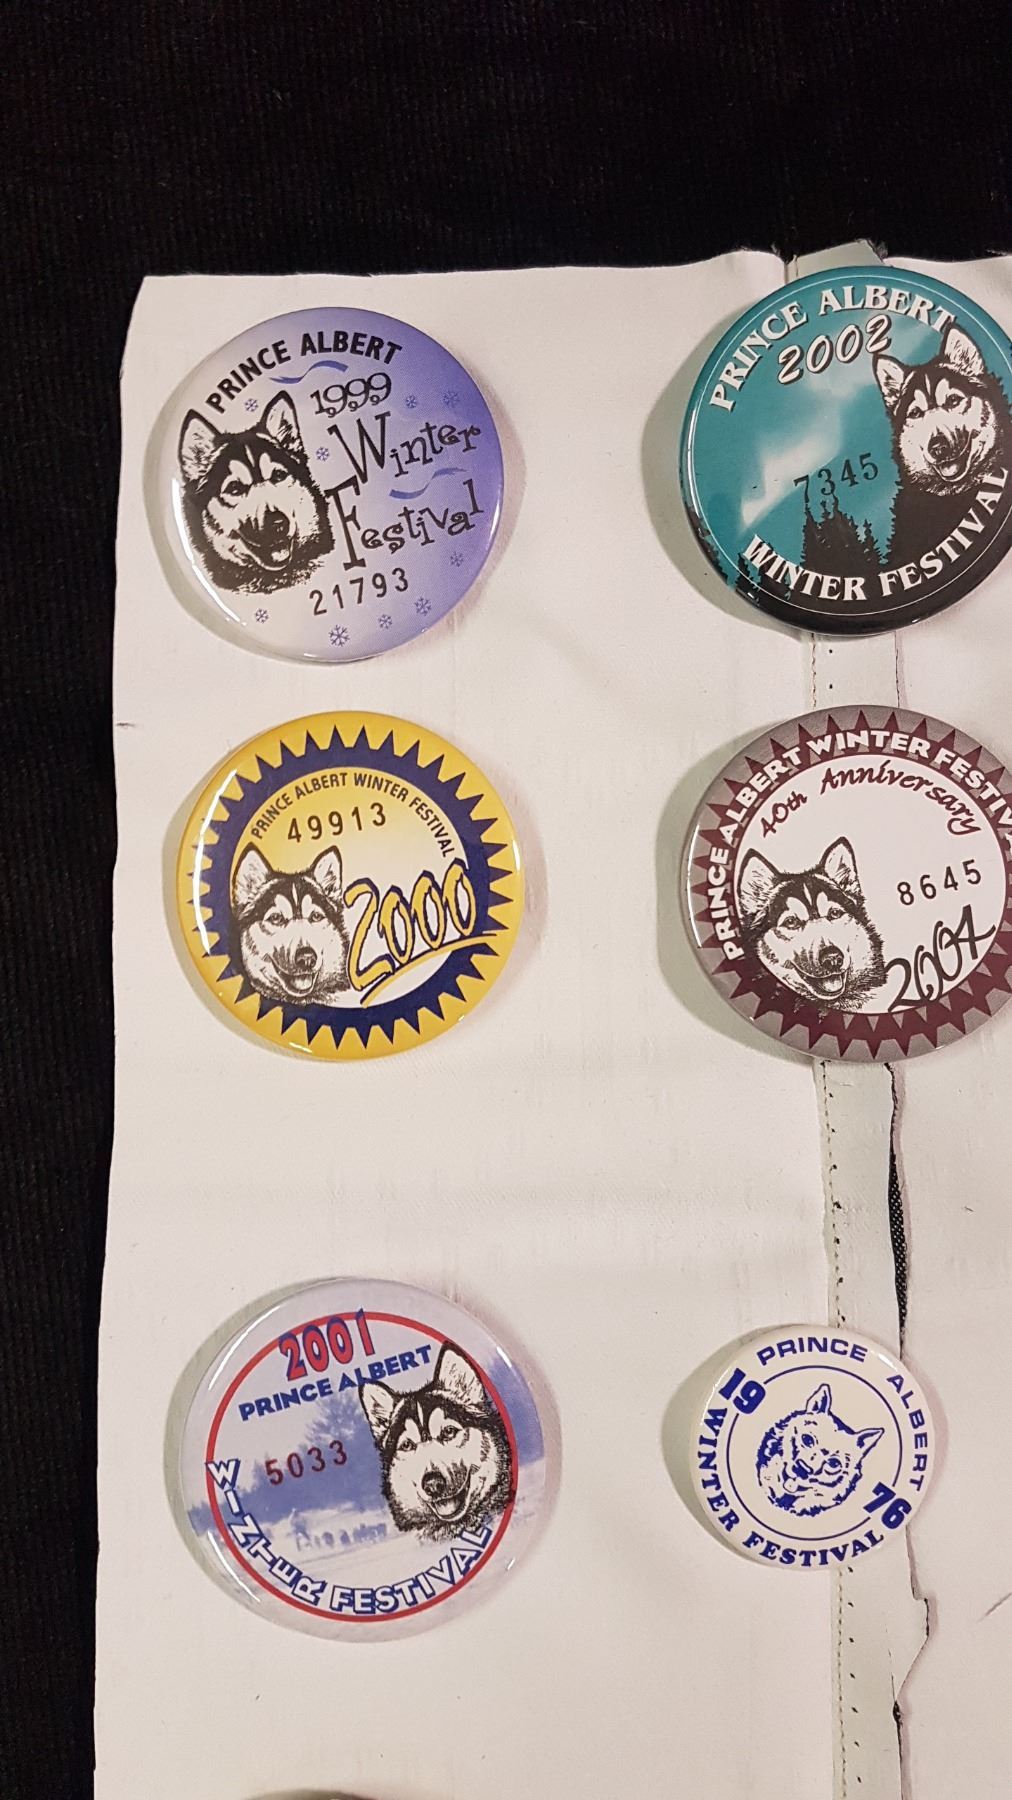 PRINCE ALBERT
1999
Winter
Festival
21793
PRINCE ALBERT
2002
7345
WINTER FESTIVAL
PRINCE ALBERT WINTER FESTIVAL
49913
2000
PRINCE ALBERT WINTER FESTIVAL
40th Anniversary
8645
2004
2001
PRINCE ALBERT
5033
WINTER FESTIVAL
PRINCE ALBERT
19
76
WINTER FESTIVAL